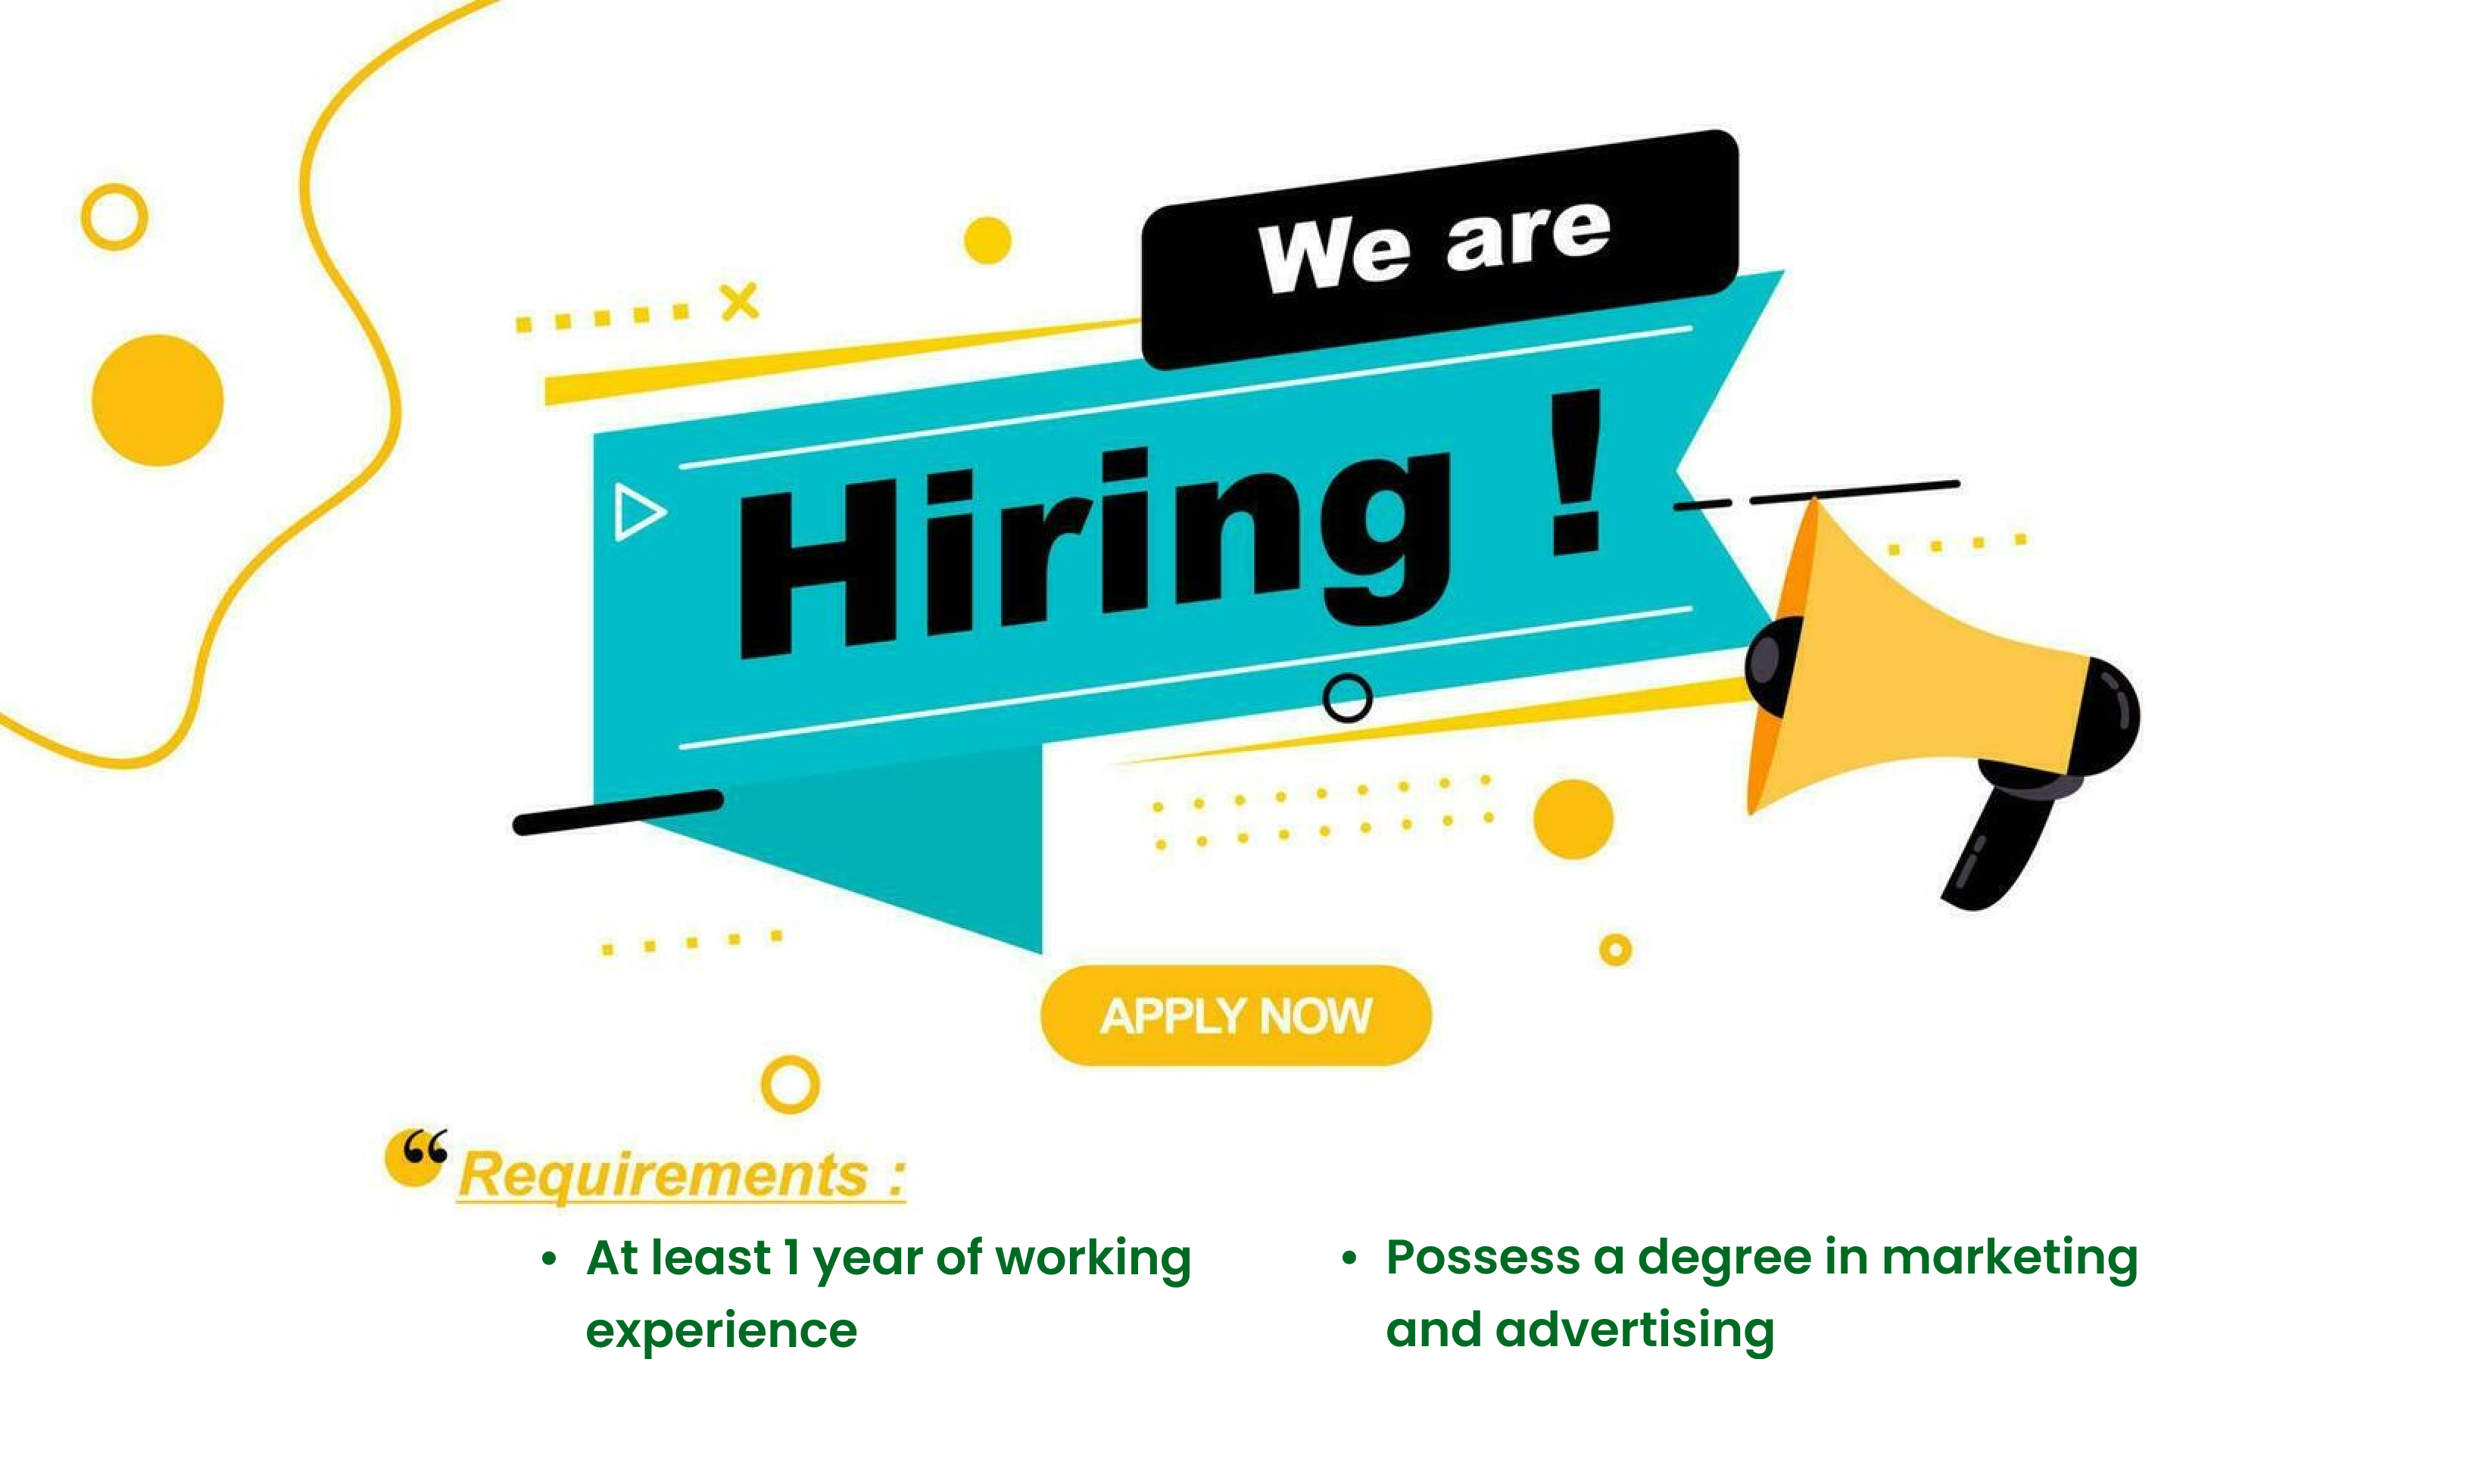 We are
Hiring !
APPLY NOW
“ Requirements :
• At least 1 year of working
experience
• Possess a degree in marketing
and advertising